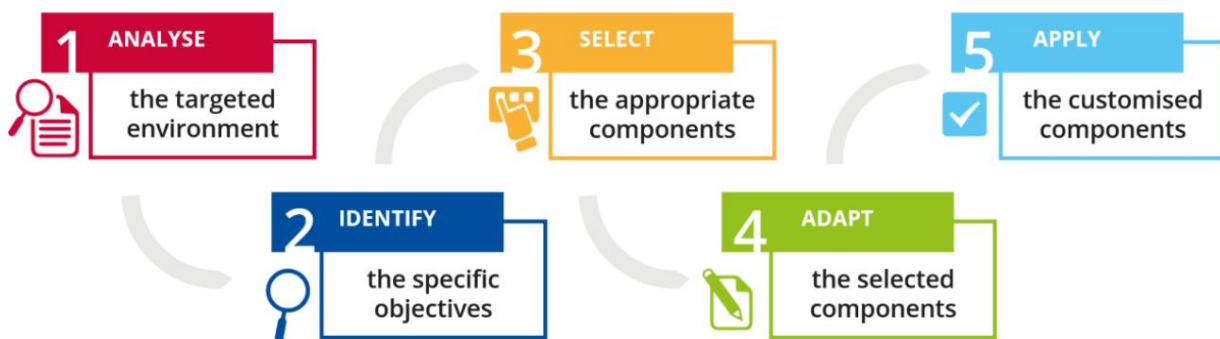 1 ANALYSE
the targeted
environment
2 IDENTIFY
the specific
objectives
3 SELECT
the appropriate
components
4 ADAPT
the selected
components
5 APPLY
the customised
components